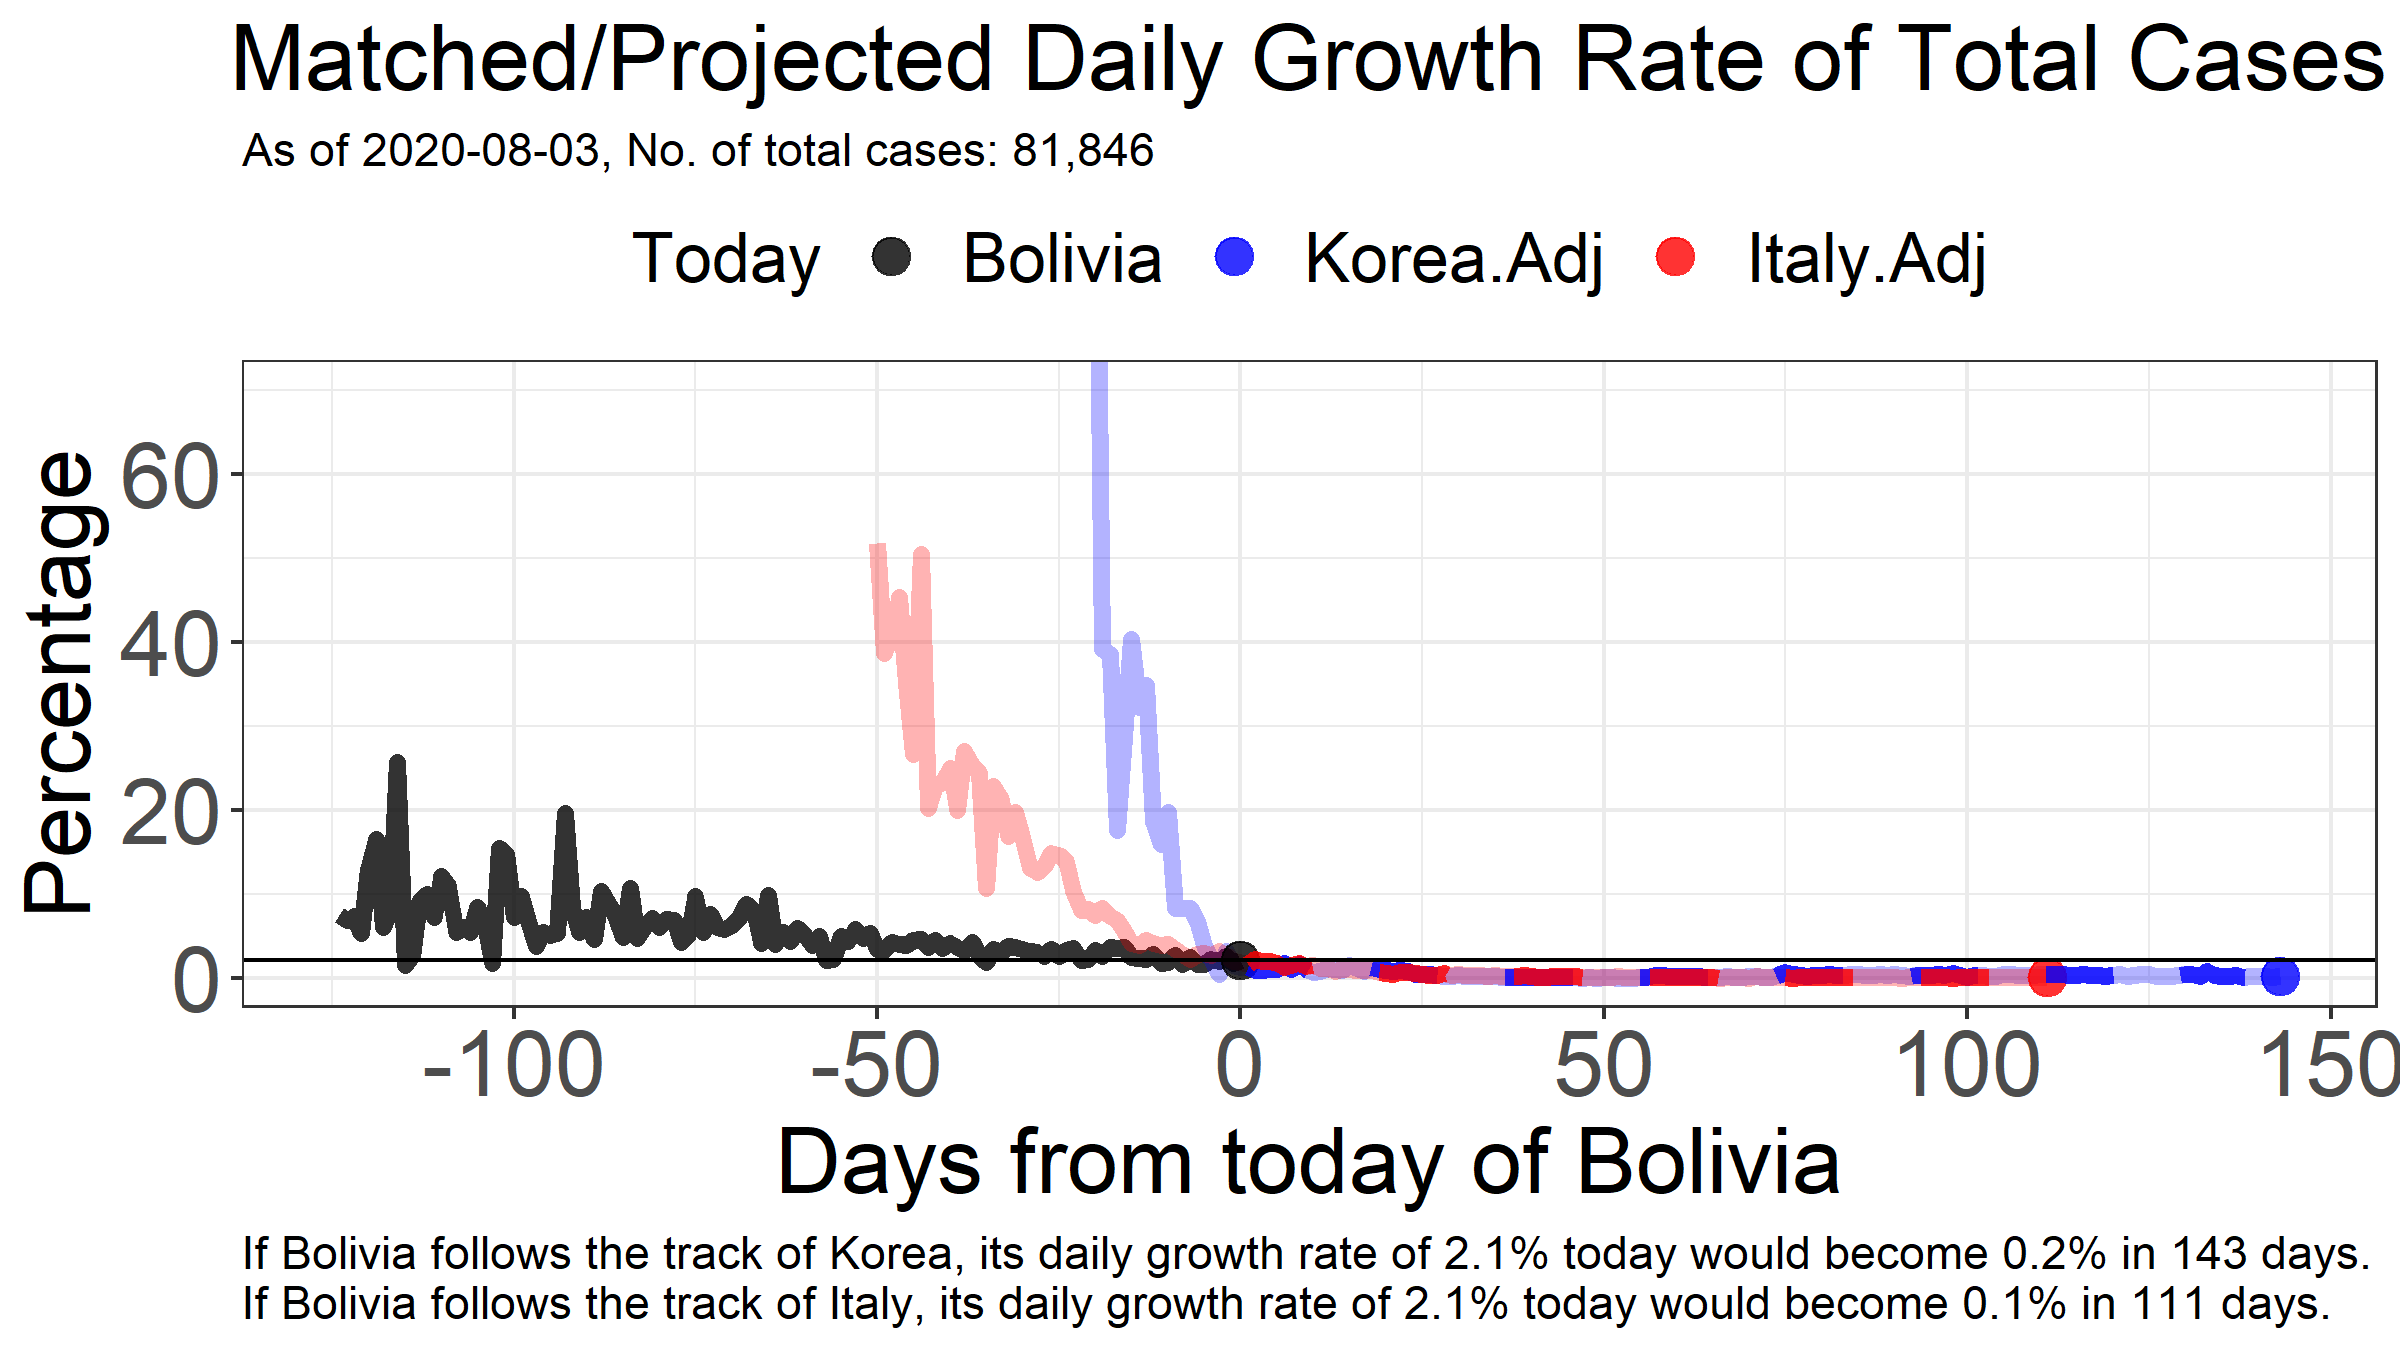 Matched/Projected Daily Growth Rate of Total Cases
As of 2020-08-03, No. of total cases: 81,846
Today Bolivia Korea.Adj Italy.Adj
Percentage
60
40
20
0
-100 -50 0 50 100 150
Days from today of Bolivia
If Bolivia follows the track of Korea, its daily growth rate of 2.1% today would become 0.2% in 143 days.
If Bolivia follows the track of Italy, its daily growth rate of 2.1% today would become 0.1% in 111 days.